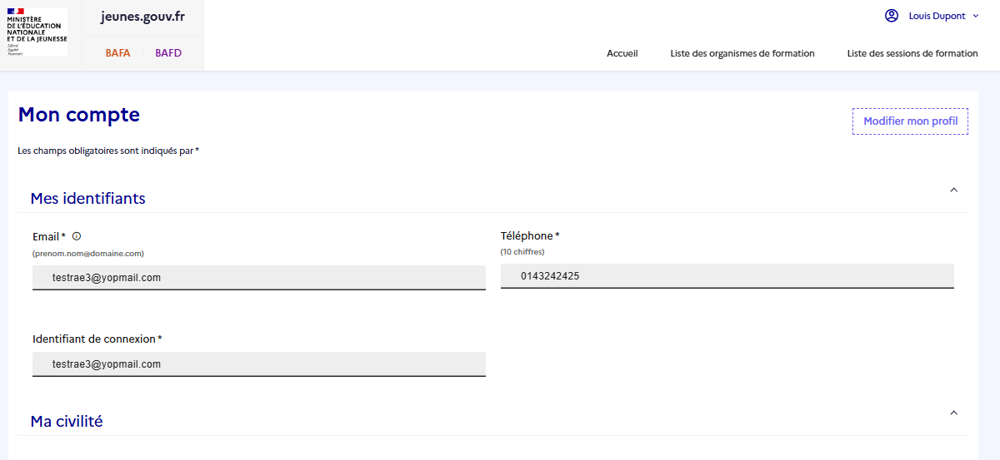 MINISTÈRE
DE L'ÉDUCATION
NATIONALE
ET DE LA JEUNESSE
Liberté
Égalité
Fraternité
jeunes.gouv.fr
BAFA BAFD
Louis Dupont
Accueil Liste des organismes de formation Liste des sessions de formation
Mon compte
Modifier mon profil
Les champs obligatoires sont indiqués par *
Mes identifiants
Email *
(prenom.nom@domaine.com)
testrae3@yopmail.com
Téléphone *
(10 chiffres)
0143242425
Identifiant de connexion *
testrae3@yopmail.com
Ma civilité